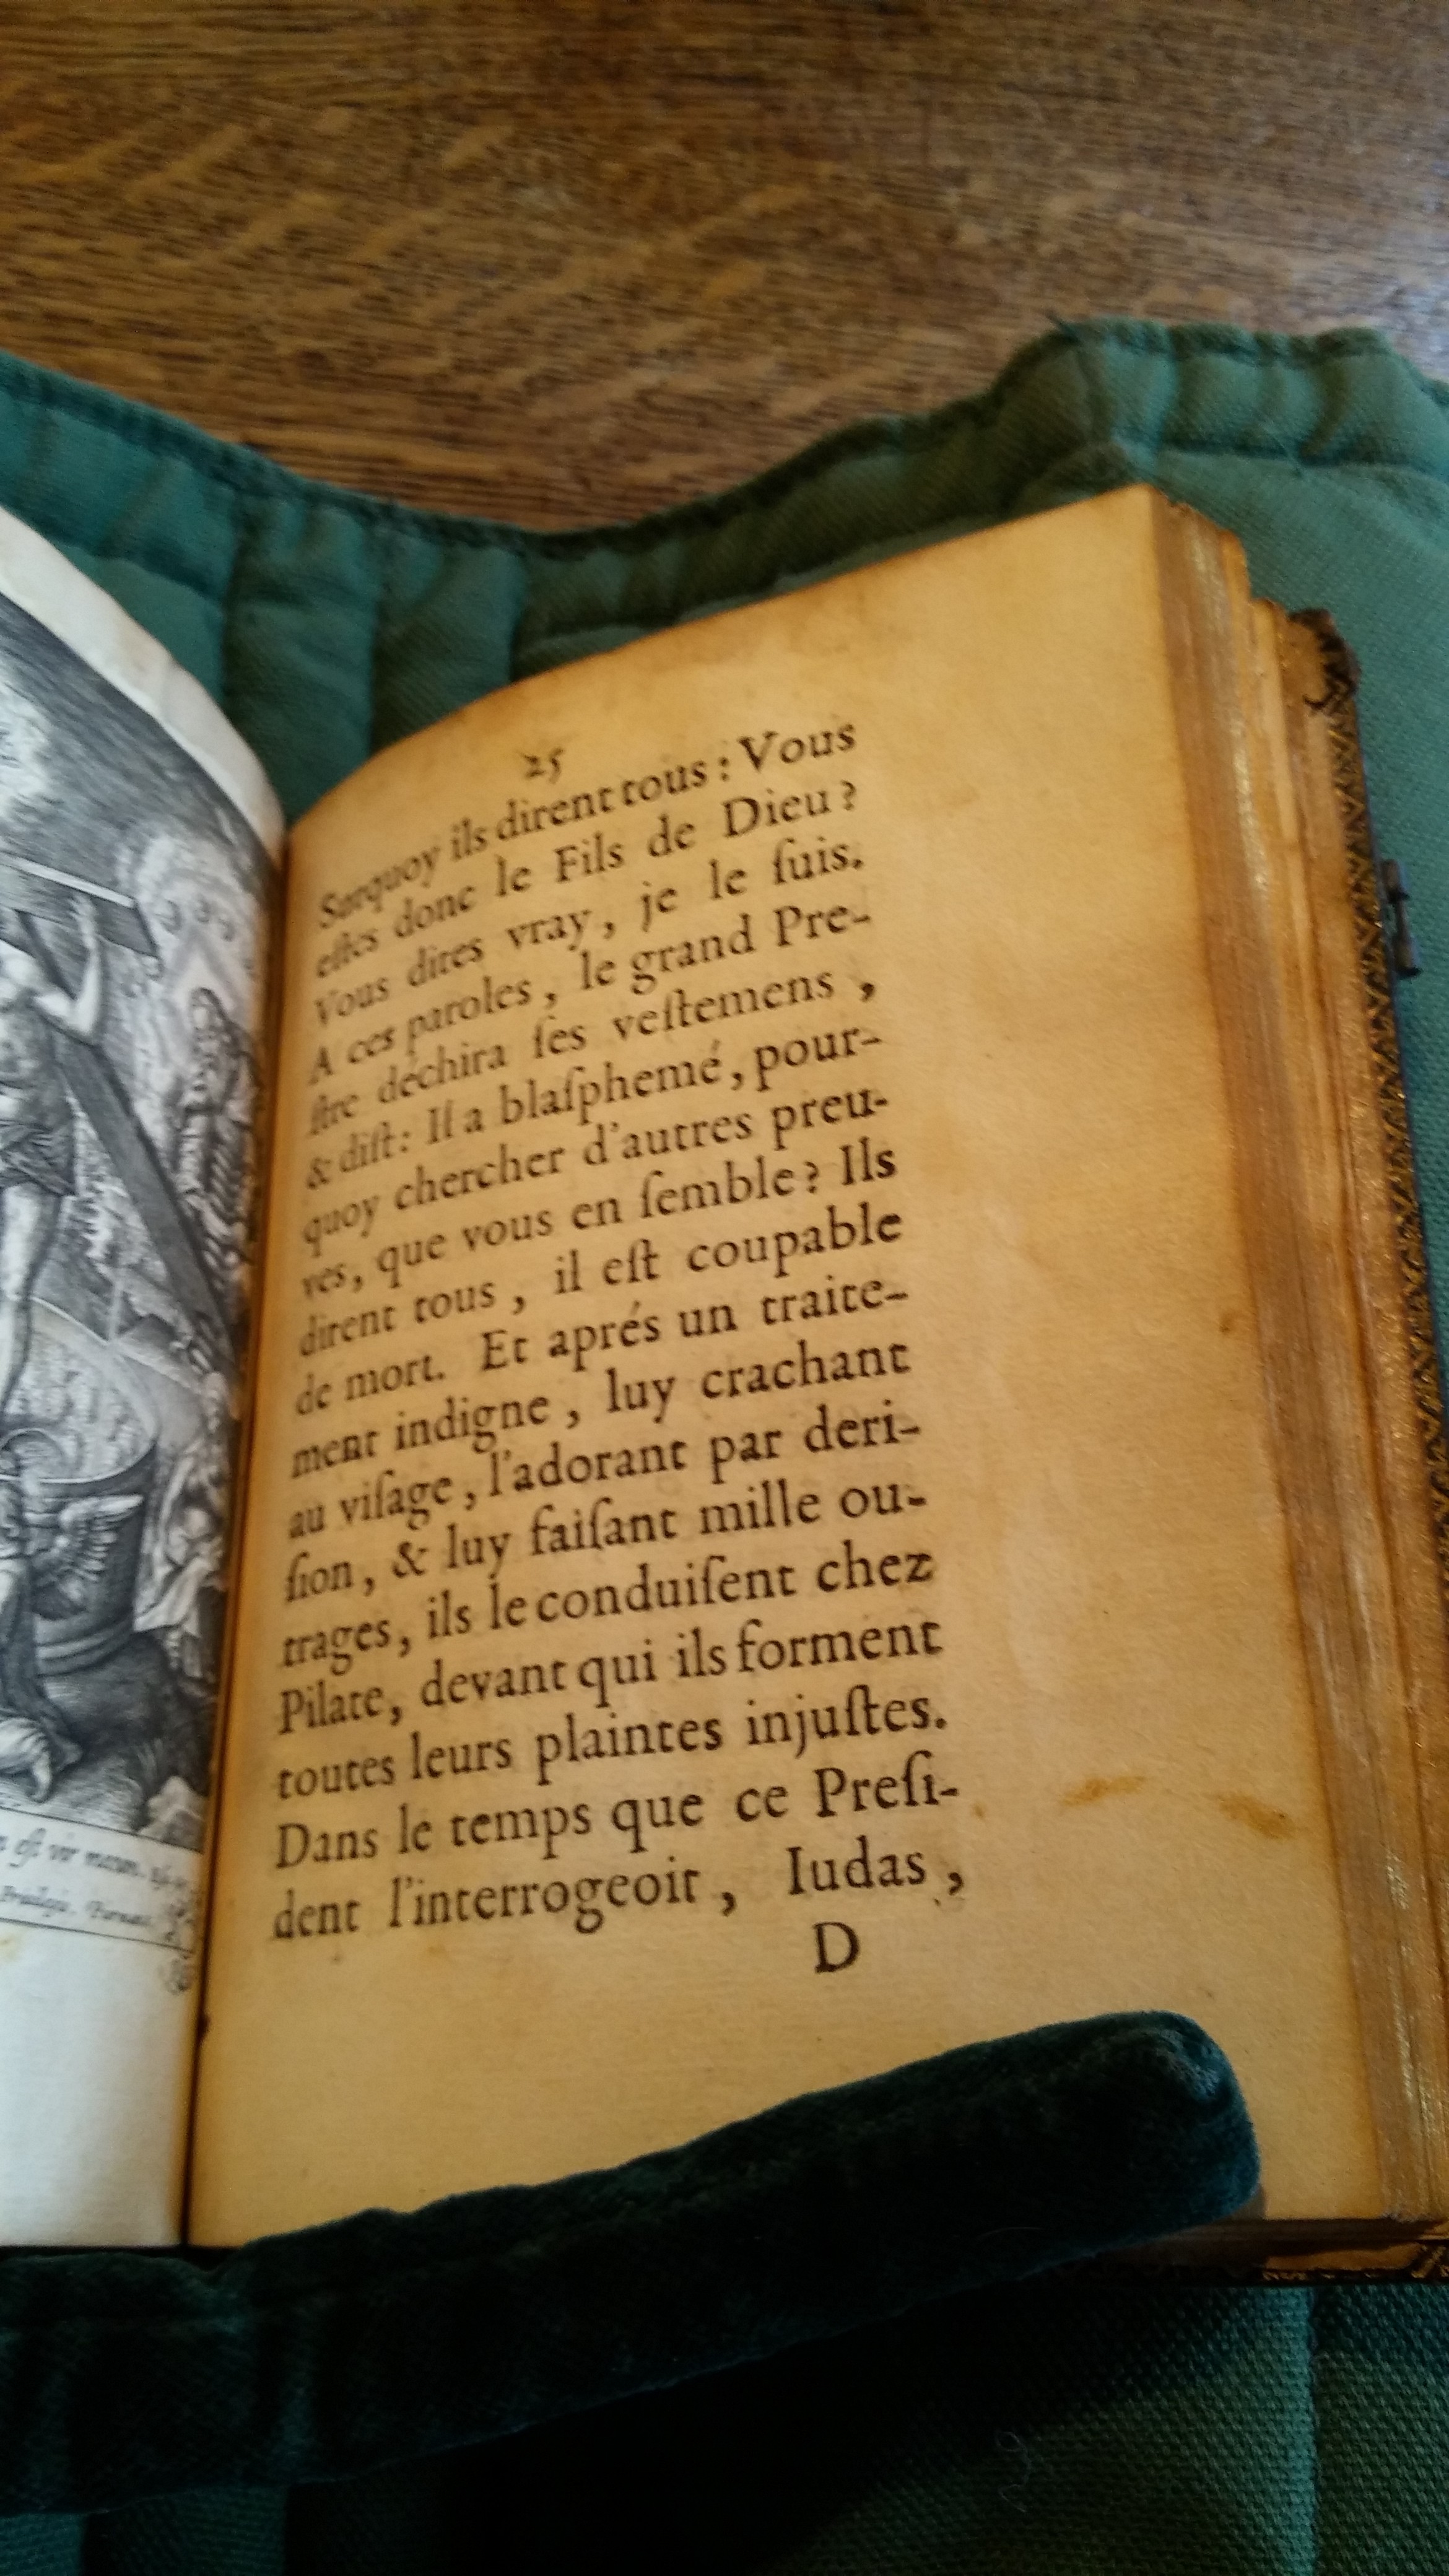 est vir
25
Surquoy ils dirent tous : Vous
eſtes donc le Fils de Dieu ?
Vous dites vray , je le ſuis.
A ces paroles , le grand Pre-
ſtre déchira ſes veſtemens ,
& diſt : Il a blaſphemé , pour-
quoy chercher d'autres preu-
ves, que vous en ſemble ? Ils
dirent tous , il eſt coupable
de mort. Et aprés un traite-
ment indigne , luy crachant
au viſage , l'adorant par deri-
ſion , & luy faiſant mille ou-
trages , ils le conduiſent chez
Pilate , devant qui ils forment
toutes leurs plaintes injuſtes.
Dans le temps que ce Preſi-
dent l'interrogeoit , Iudas ,
D